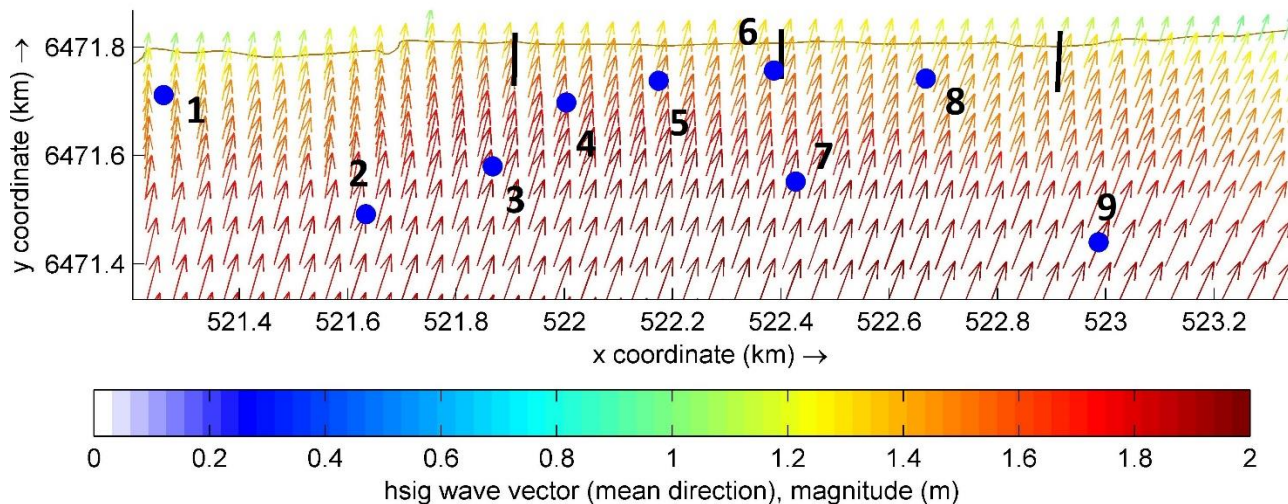 6471.8
6471.6
6471.4
y coordinate (km) →
1
2
3
4
5
6
7
8
9
521.4 521.6 521.8 522 522.2 522.4 522.6 522.8 523 523.2
x coordinate (km) →
0 0.2 0.4 0.6 0.8 1 1.2 1.4 1.6 1.8 2
hsig wave vector (mean direction), magnitude (m)